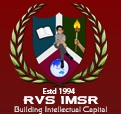 Estd 1994
RVS IMSR
Building Intellectual Capital